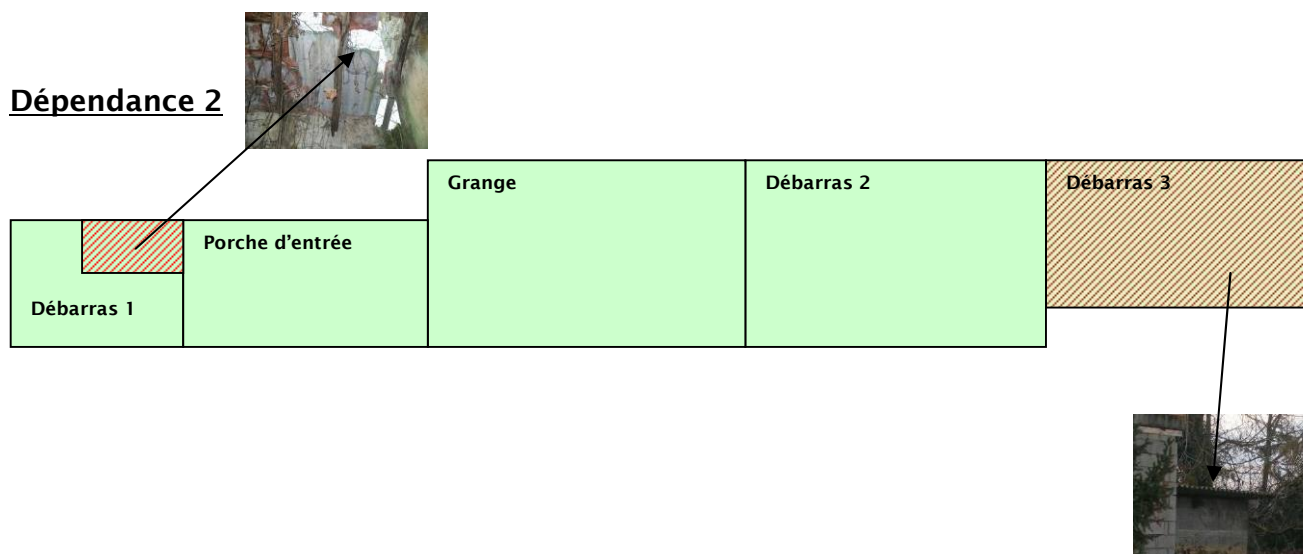 Dépendance 2
Grange
Débarras 2
Débarras 3
Porche d’entrée
Débarras 1